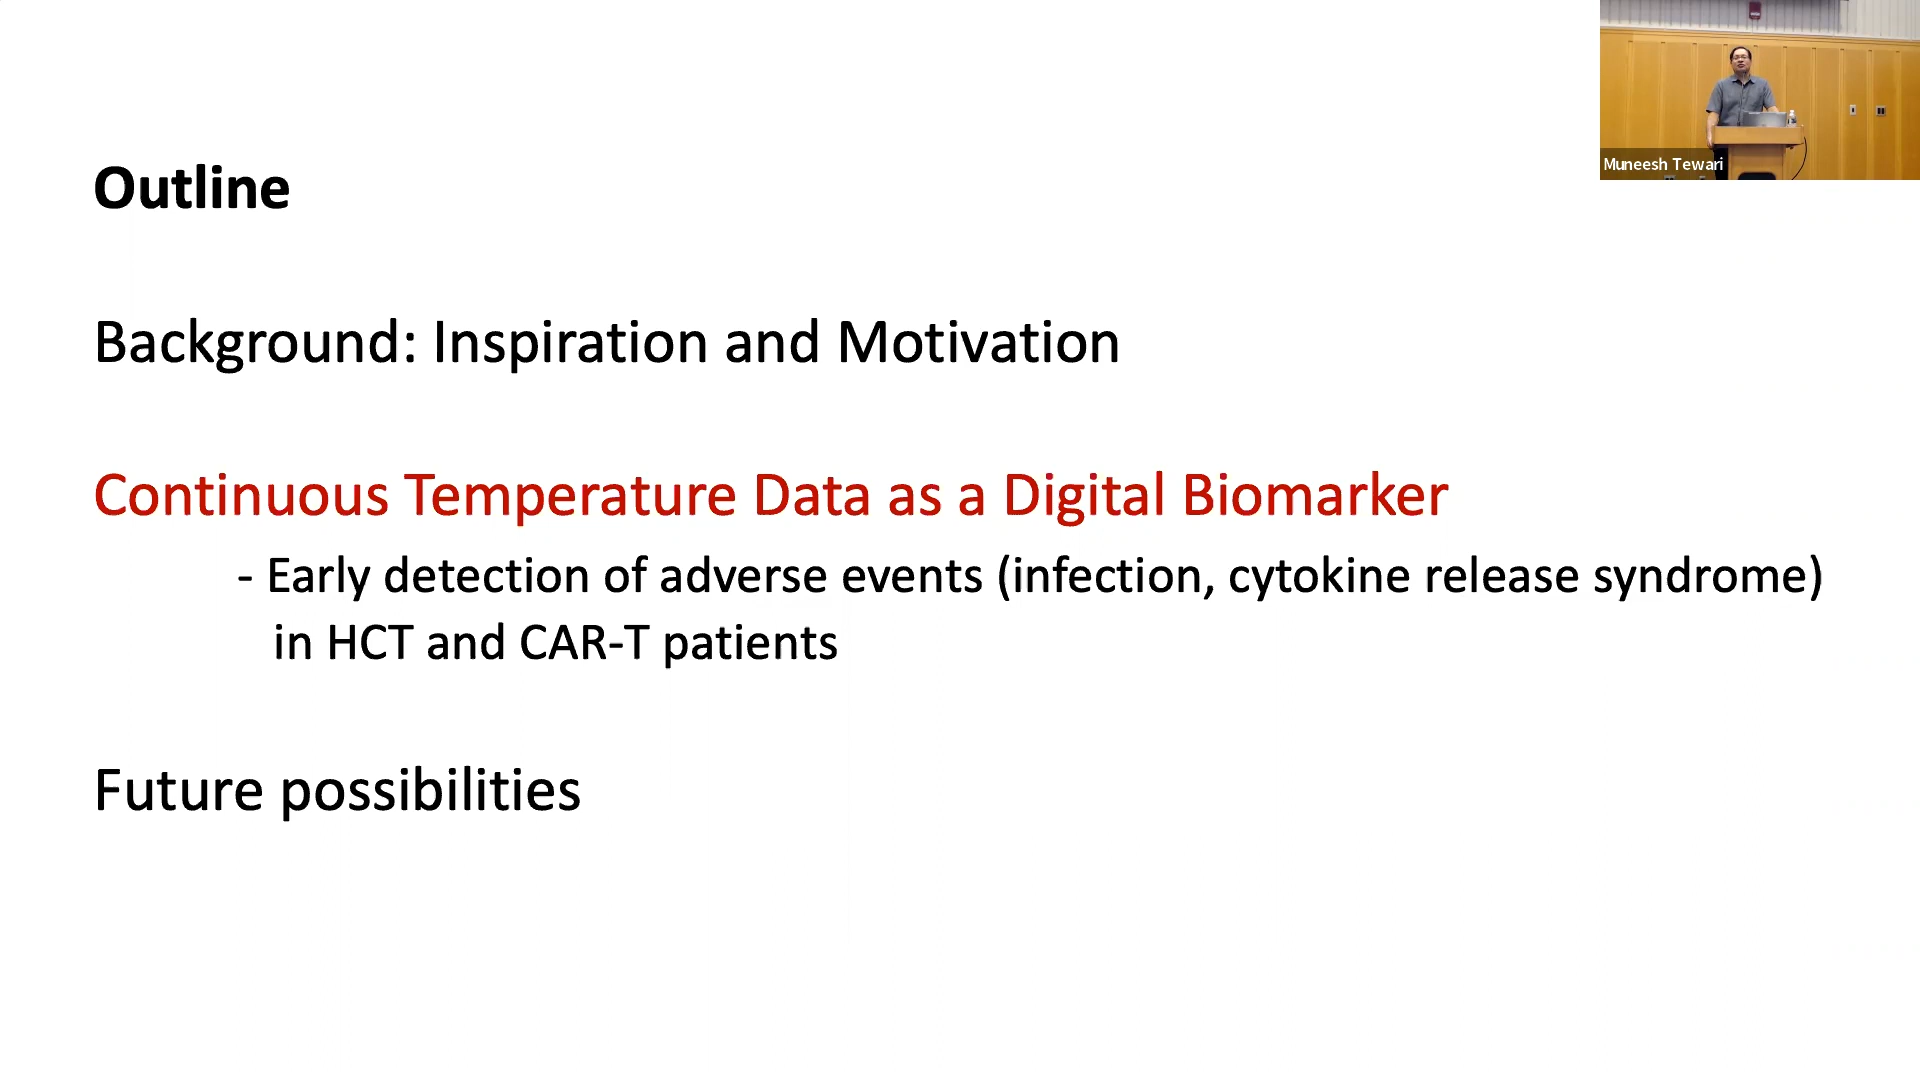 Muneesh Tewari
Outline
Background: Inspiration and Motivation
Continuous Temperature Data as a Digital Biomarker
- Early detection of adverse events (infection, cytokine release syndrome)
in HCT and CAR-T patients
Future possibilities